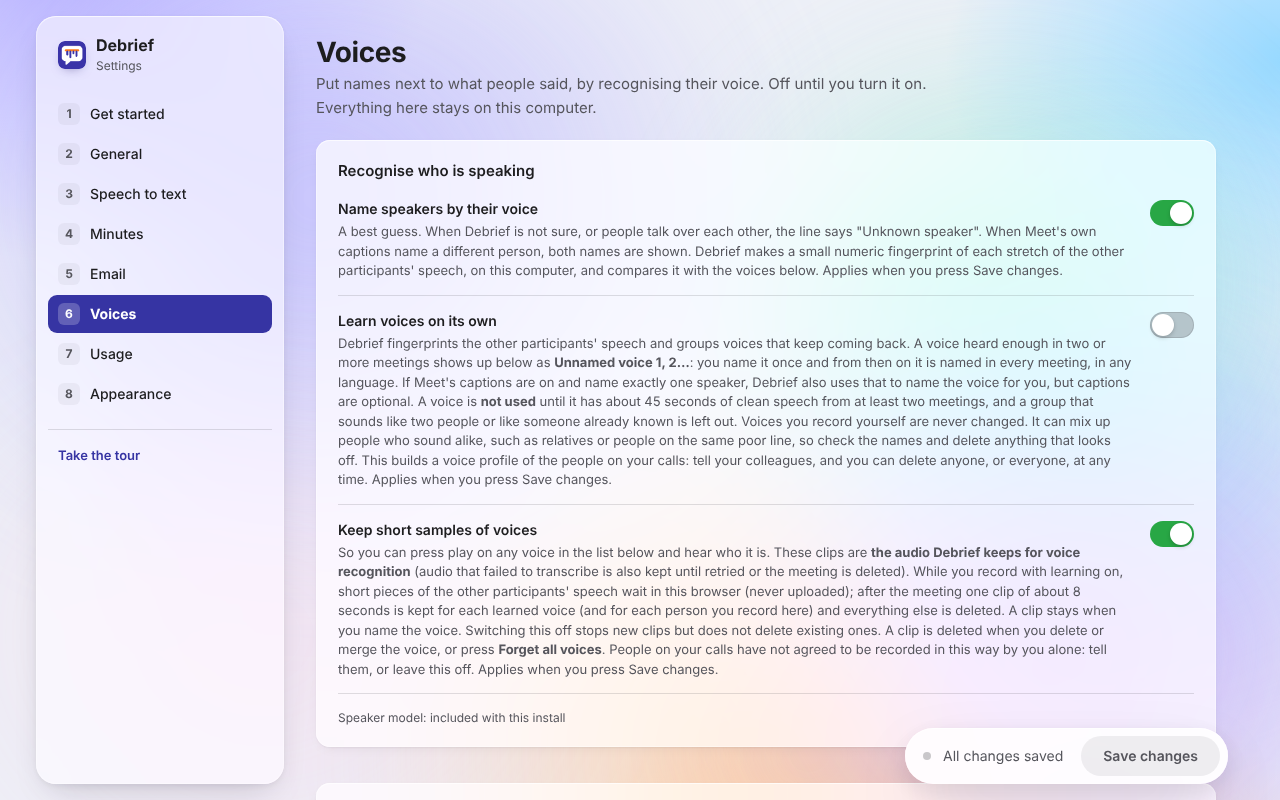 Debrief
Settings
1 Get started
2 General
3 Speech to text
4 Minutes
5 Email
6 Voices
7 Usage
8 Appearance
Take the tour
Voices
Put names next to what people said, by recognising their voice. Off until you turn it on.
Everything here stays on this computer.
Recognise who is speaking
Name speakers by their voice
A best guess. When Debrief is not sure, or people talk over each other, the line says "Unknown speaker". When Meet's own
captions name a different person, both names are shown. Debrief makes a small numeric fingerprint of each stretch of the other
participants' speech, on this computer, and compares it with the voices below. Applies when you press Save changes.
Learn voices on its own
Debrief fingerprints the other participants' speech and groups voices that keep coming back. A voice heard enough in two or
more meetings shows up below as Unnamed voice 1, 2...: you name it once and from then on it is named in every meeting, in any
language. If Meet's captions are on and name exactly one speaker, Debrief also uses that to name the voice for you, but captions
are optional. A voice is not used until it has about 45 seconds of clean speech from at least two meetings, and a group that
sounds like two people or like someone already known is left out. Voices you record yourself are never changed. It can mix up
people who sound alike, such as relatives or people on the same poor line, so check the names and delete anything that looks
off. This builds a voice profile of the people on your calls: tell your colleagues, and you can delete anyone, or everyone, at any
time. Applies when you press Save changes.
Keep short samples of voices
So you can press play on any voice in the list below and hear who it is. These clips are the audio Debrief keeps for voice
recognition (audio that failed to transcribe is also kept until retried or the meeting is deleted). While you record with learning on,
short pieces of the other participants' speech wait in this browser (never uploaded); after the meeting one clip of about 8
seconds is kept for each learned voice (and for each person you record here) and everything else is deleted. A clip stays when
you name the voice. Switching this off stops new clips but does not delete existing ones. A clip is deleted when you delete or
merge the voice, or press Forget all voices. People on your calls have not agreed to be recorded in this way by you alone: tell
them, or leave this off. Applies when you press Save changes.
Speaker model: included with this install
All changes saved
Save changes